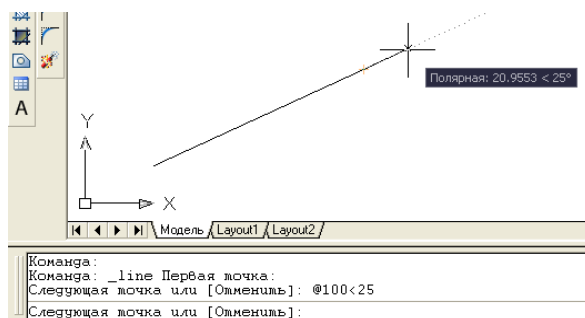 A
Полярная: 20.9553 < 25°
Y
X
Модель Layout1 Layout2
Команда:
Команда: _line Первая точка:
Следующая точка или [Отменить]: @100<25
Следующая точка или [Отменить]: